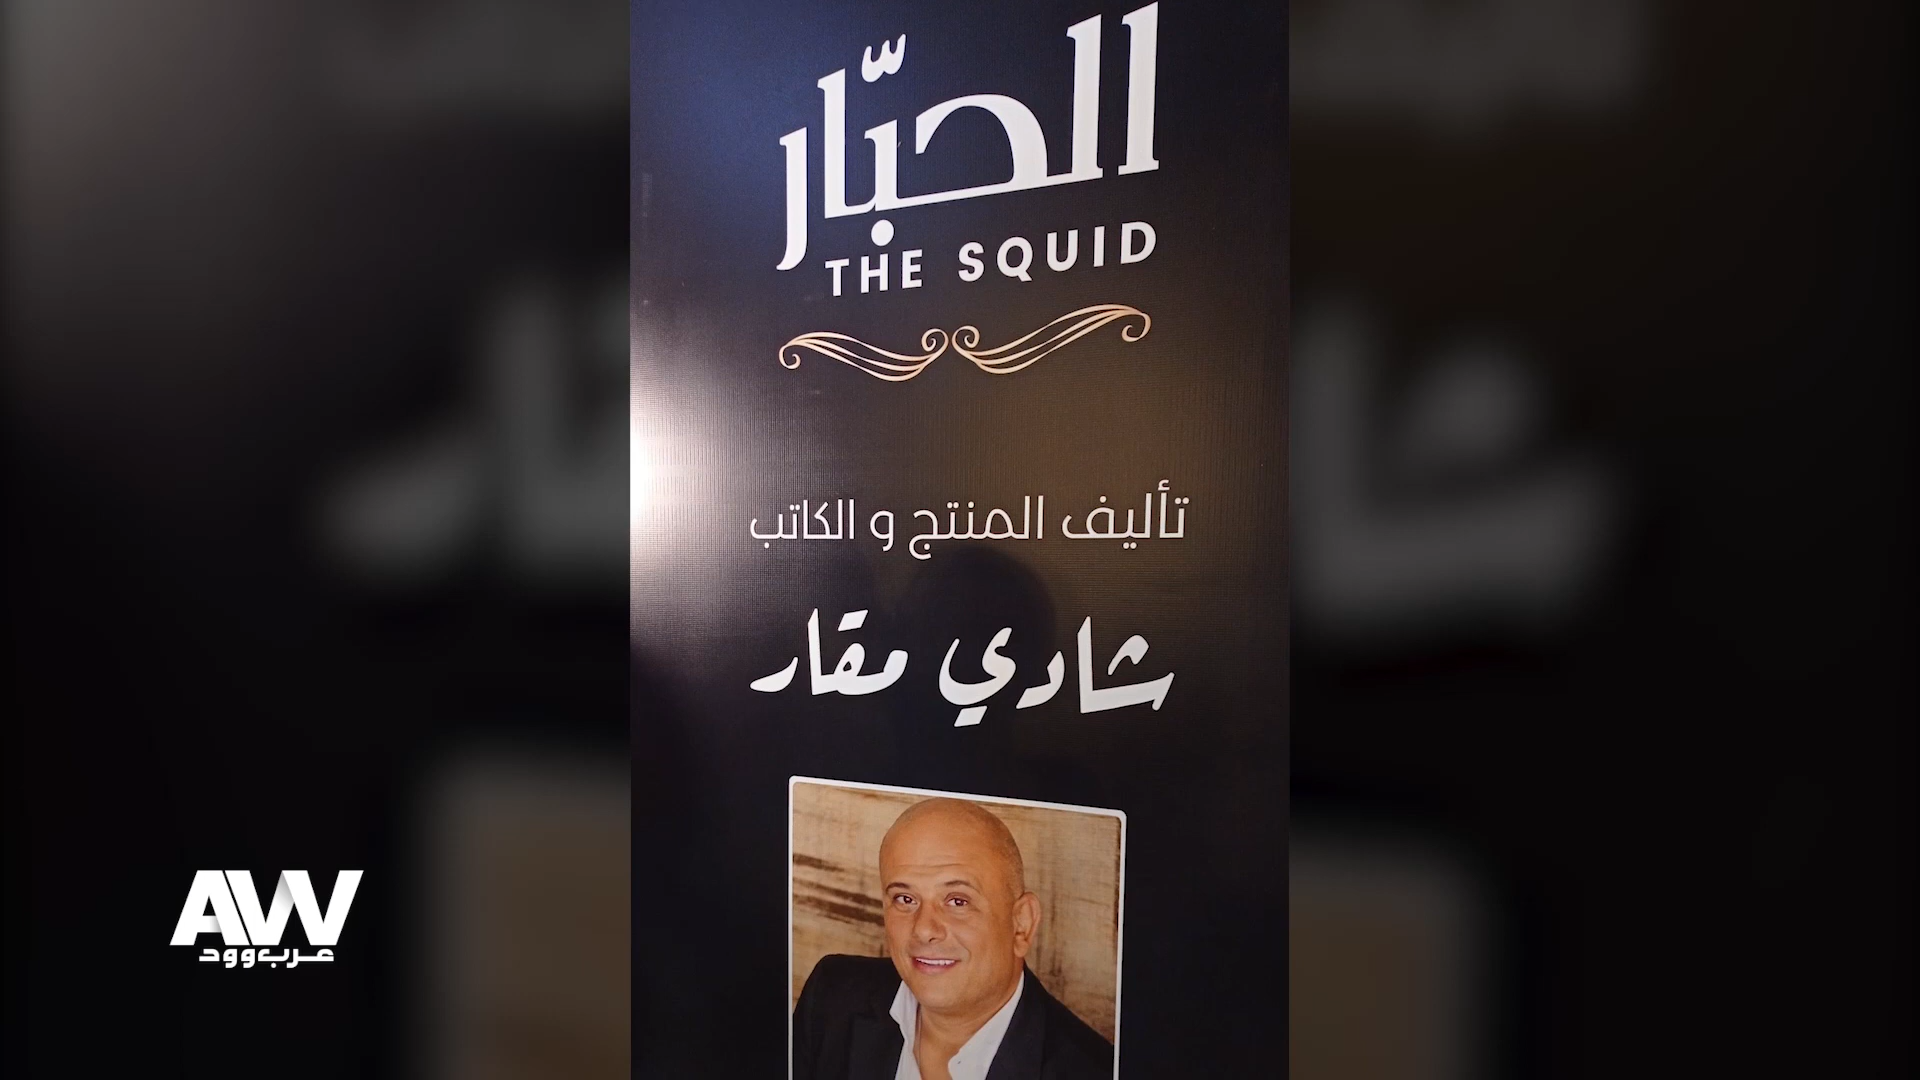 الحبّار
THE SQUID
تأليف المنتج و الكاتب
شادي مقار
AW
عرب وود